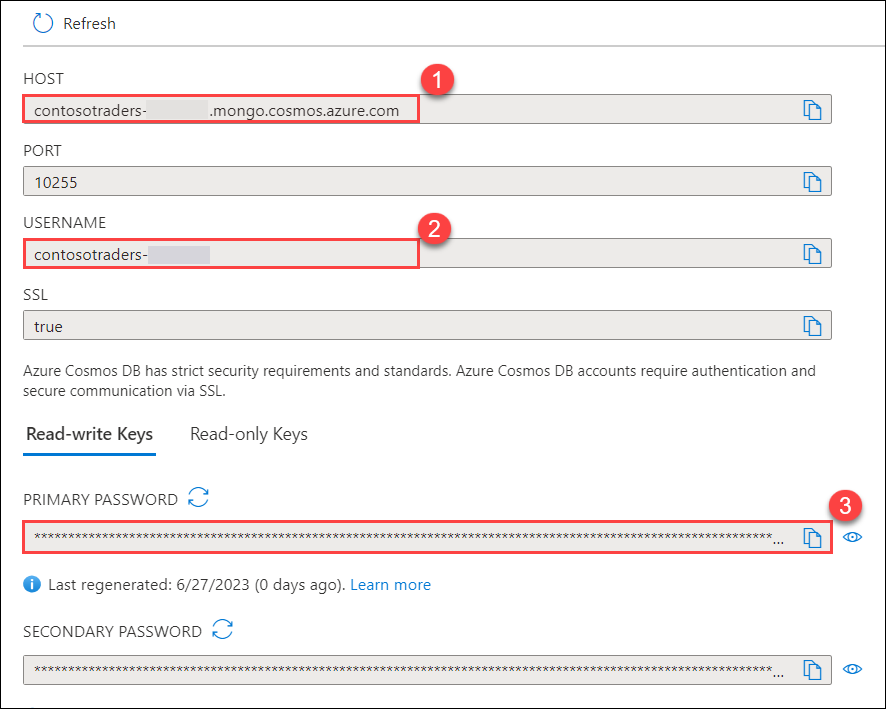 Refresh
HOST
1
contosotraders- .mongo.cosmos.azure.com
PORT
10255
USERNAME
2
contosotraders-
SSL
true
Azure Cosmos DB has strict security requirements and standards. Azure Cosmos DB accounts require authentication and
secure communication via SSL.
Read-write Keys Read-only Keys
PRIMARY PASSWORD
3
**************************************************************************************************************...
Last regenerated: 6/27/2023 (0 days ago). Learn more
SECONDARY PASSWORD
**************************************************************************************************************...